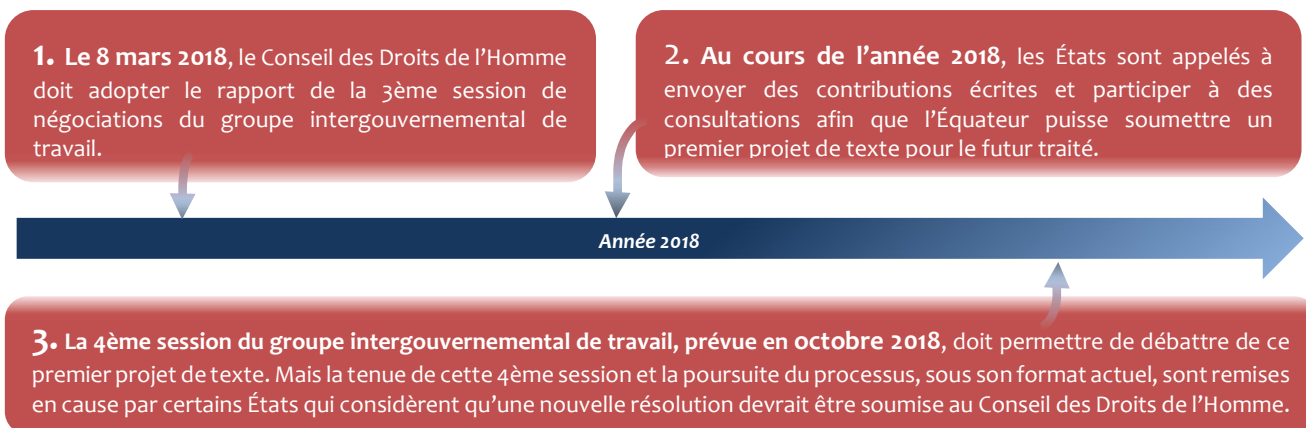 1. Le 8 mars 2018, le Conseil des Droits de l’Homme
doit adopter le rapport de la 3ème session de
négociations du groupe intergouvernemental de
travail.
2. Au cours de l’année 2018, les États sont appelés à
envoyer des contributions écrites et participer à des
consultations afin que l’Équateur puisse soumettre un
premier projet de texte pour le futur traité.
Année 2018
3. La 4ème session du groupe intergouvernemental de travail, prévue en octobre 2018, doit permettre de débattre de ce
premier projet de texte. Mais la tenue de cette 4ème session et la poursuite du processus, sous son format actuel, sont remises
en cause par certains États qui considèrent qu’une nouvelle résolution devrait être soumise au Conseil des Droits de l’Homme.